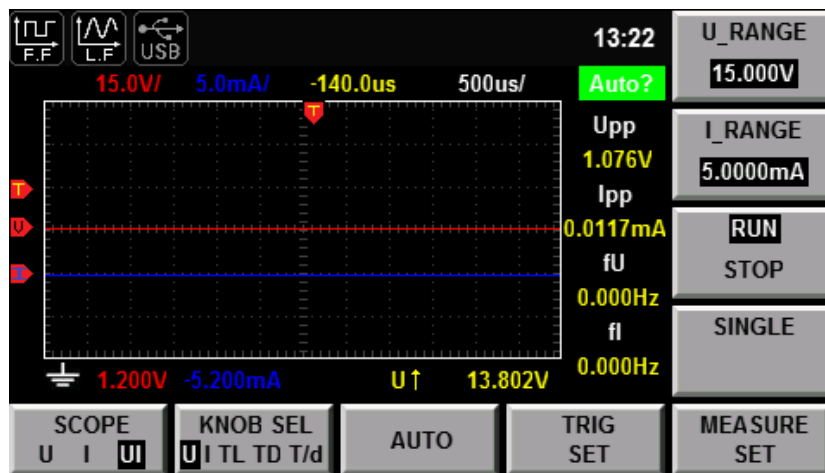 F.F L.F USB
13:22
15.0V/ 5.0mA/ -140.0us 500us/ Auto?
T
T
U
I
Upp
1.076V
Ipp
0.0117mA
fU
0.000Hz
fI
0.000Hz
1.200V -5.200mA U↑ 13.802V
U_RANGE
15.000V
I_RANGE
5.0000mA
RUN
STOP
SINGLE
SCOPE
U I UI
KNOB SEL
U I TL TD T/d
AUTO
TRIG
SET
MEASURE
SET